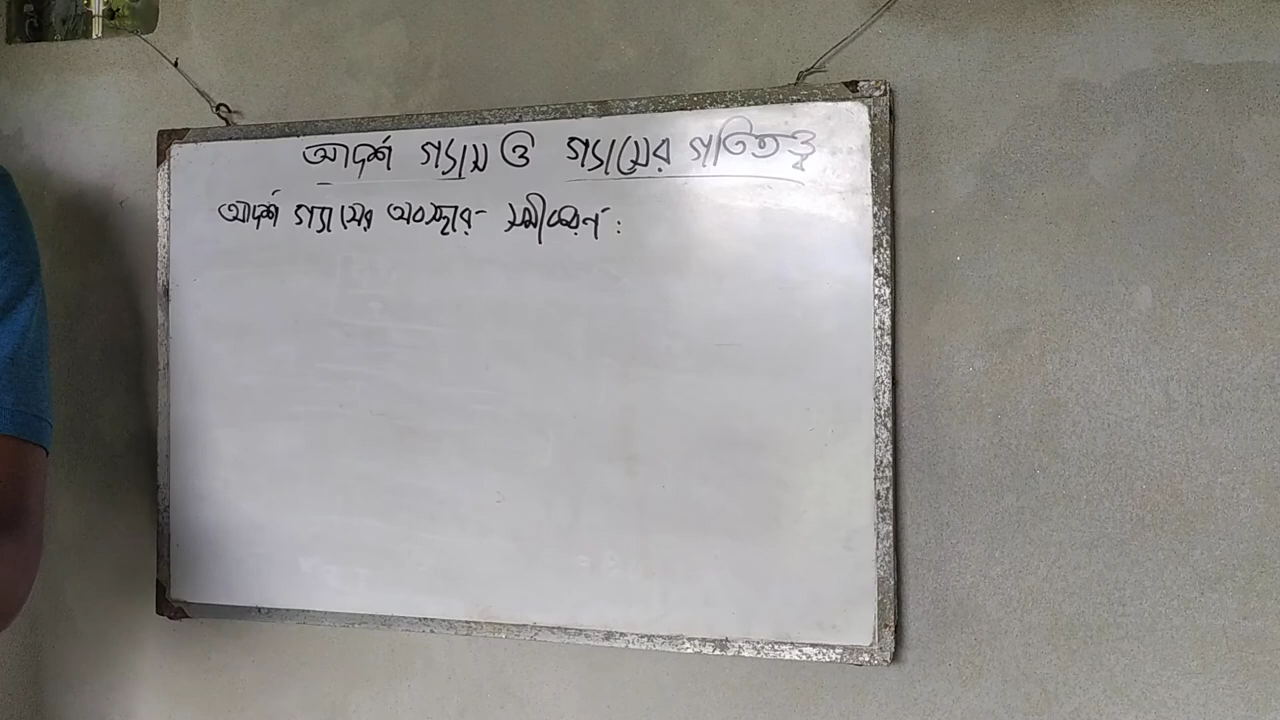 আদর্শ গ্যাস ও গ্যাসের গতিতত্ত্ব
আদর্শ গ্যাসের অবস্থার- সমীকরণ :